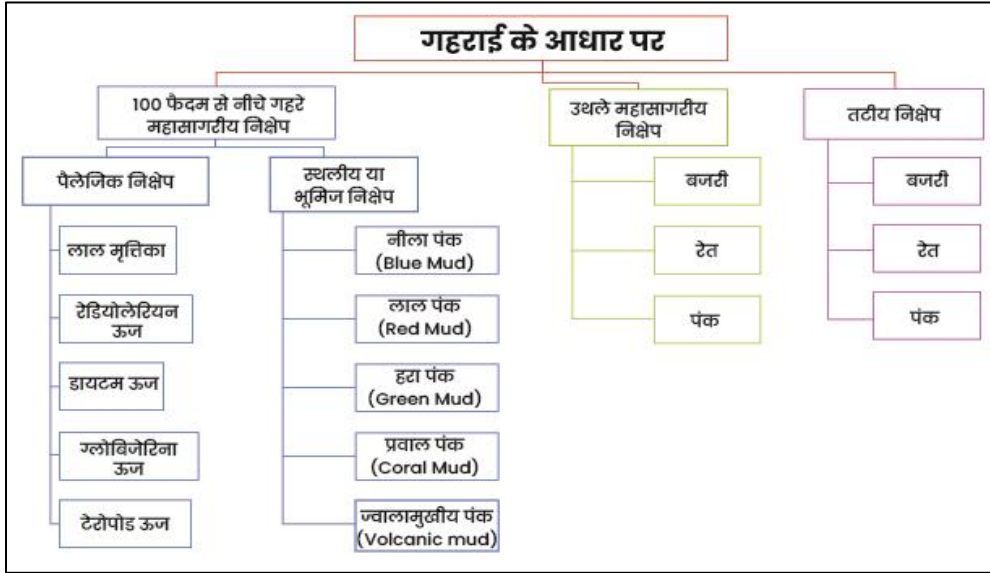 गहराई के आधार पर
100 फैदम से नीचे गहरे
महासागरीय निक्षेप
पैलेजिक निक्षेप
लाल मृत्तिका
रेडियोलेरियन
ऊज
डायटम ऊज
ग्लोबिजेरिना
ऊज
टेरोपोड ऊज
स्थलीय या
भूमिज निक्षेप
नीला पंक
(Blue Mud)
लाल पंक
(Red Mud)
हरा पंक
(Green Mud)
प्रवाल पंक
(Coral Mud)
ज्वालामुखीय पंक
(Volcanic mud)
उथले महासागरीय
निक्षेप
बजरी
रेत
पंक
तटीय निक्षेप
बजरी
रेत
पंक